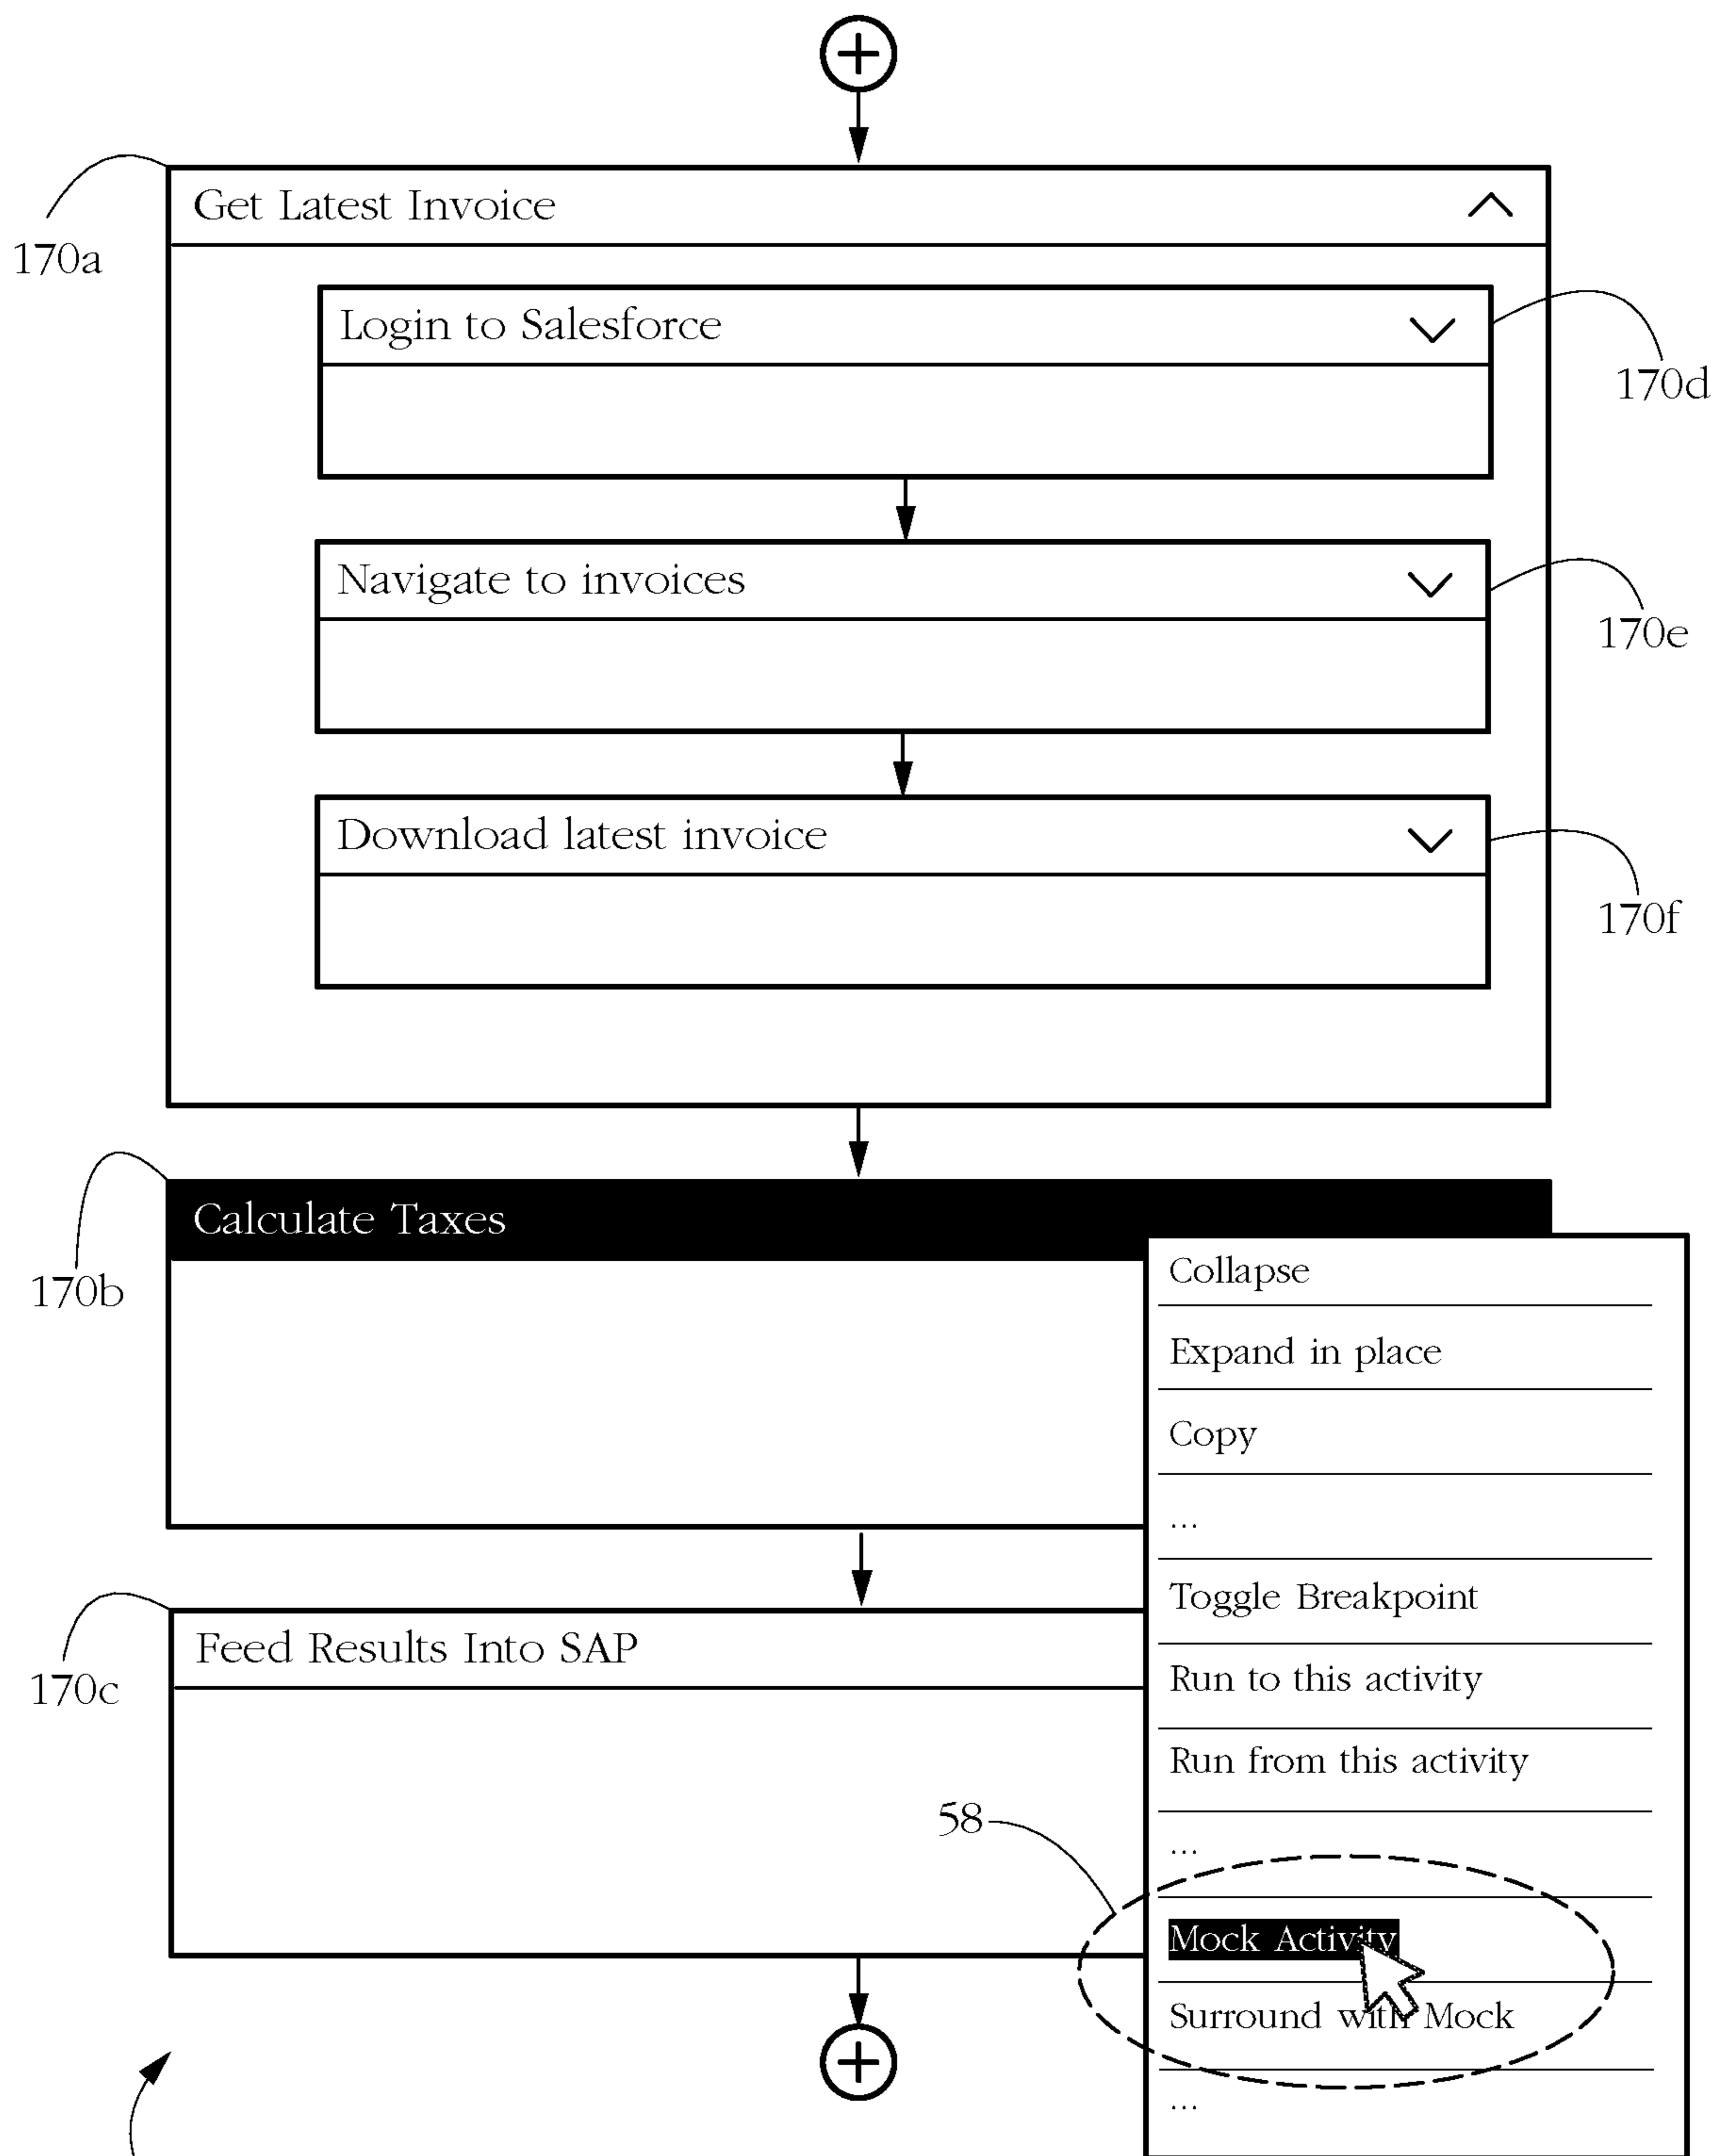 Get Latest Invoice
170a
Login to Salesforce
170d
Navigate to invoices
170e
Download latest invoice
170f
Calculate Taxes
170b
Collapse
Expand in place
Copy
...
Toggle Breakpoint
Feed Results Into SAP
170c
Run to this activity
Run from this activity
58
...
Mock Activity
Surround with Mock
...